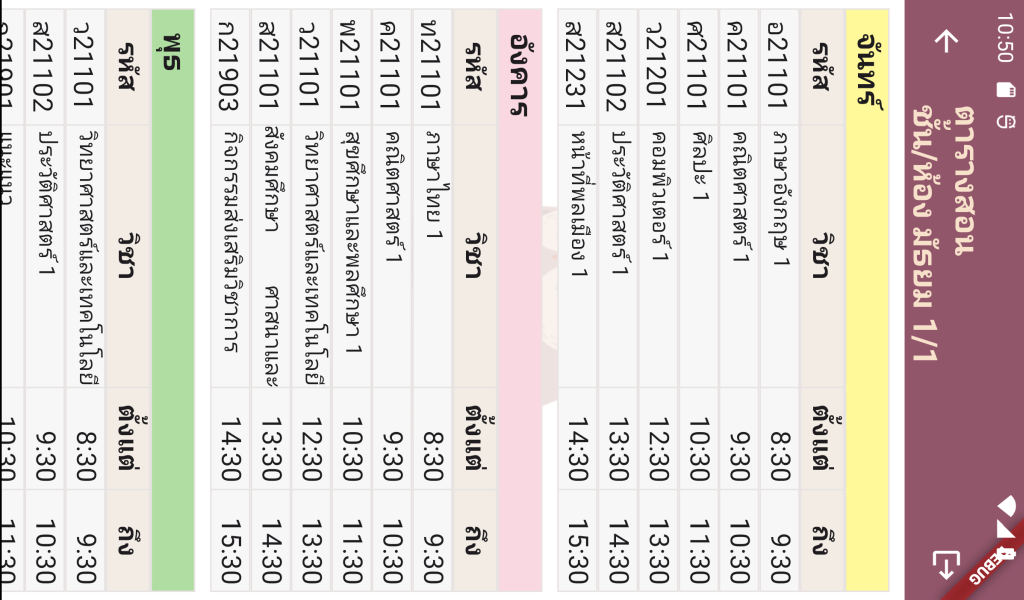 10:50
ตารางสอน
ชั้น/ห้อง มัธยม 1/1
DEBUG
จันทร์
รหัส วิชา ตั้งแต่ ถึง
อ21101 ภาษาอังกฤษ 1 8:30 9:30
ค21101 คณิตศาสตร์ 1 9:30 10:30
ศ21101 ศิลปะ 1 10:30 11:30
ว21201 คอมพิวเตอร์ 1 12:30 13:30
ส21102 ประวัติศาสตร์ 1 13:30 14:30
ส21231 หน้าที่พลเมือง 1 14:30 15:30
อังคาร
รหัส วิชา ตั้งแต่ ถึง
ท21101 ภาษาไทย 1 8:30 9:30
ค21101 คณิตศาสตร์ 1 9:30 10:30
พ21101 สุขศึกษาและพลศึกษา 1 10:30 11:30
ว21101 วิทยาศาสตร์และเทคโนโลยี 12:30 13:30
ส21101 สังคมศึกษา ศาสนาและ 13:30 14:30
ก21903 กิจกรรมส่งเสริมวิชาการ 14:30 15:30
พุธ
รหัส วิชา ตั้งแต่ ถึง
ว21101 วิทยาศาสตร์และเทคโนโลยี 8:30 9:30
ส21102 ประวัติศาสตร์ 1 9:30 10:30
ก21901 แนะแนว 10:30 11:30